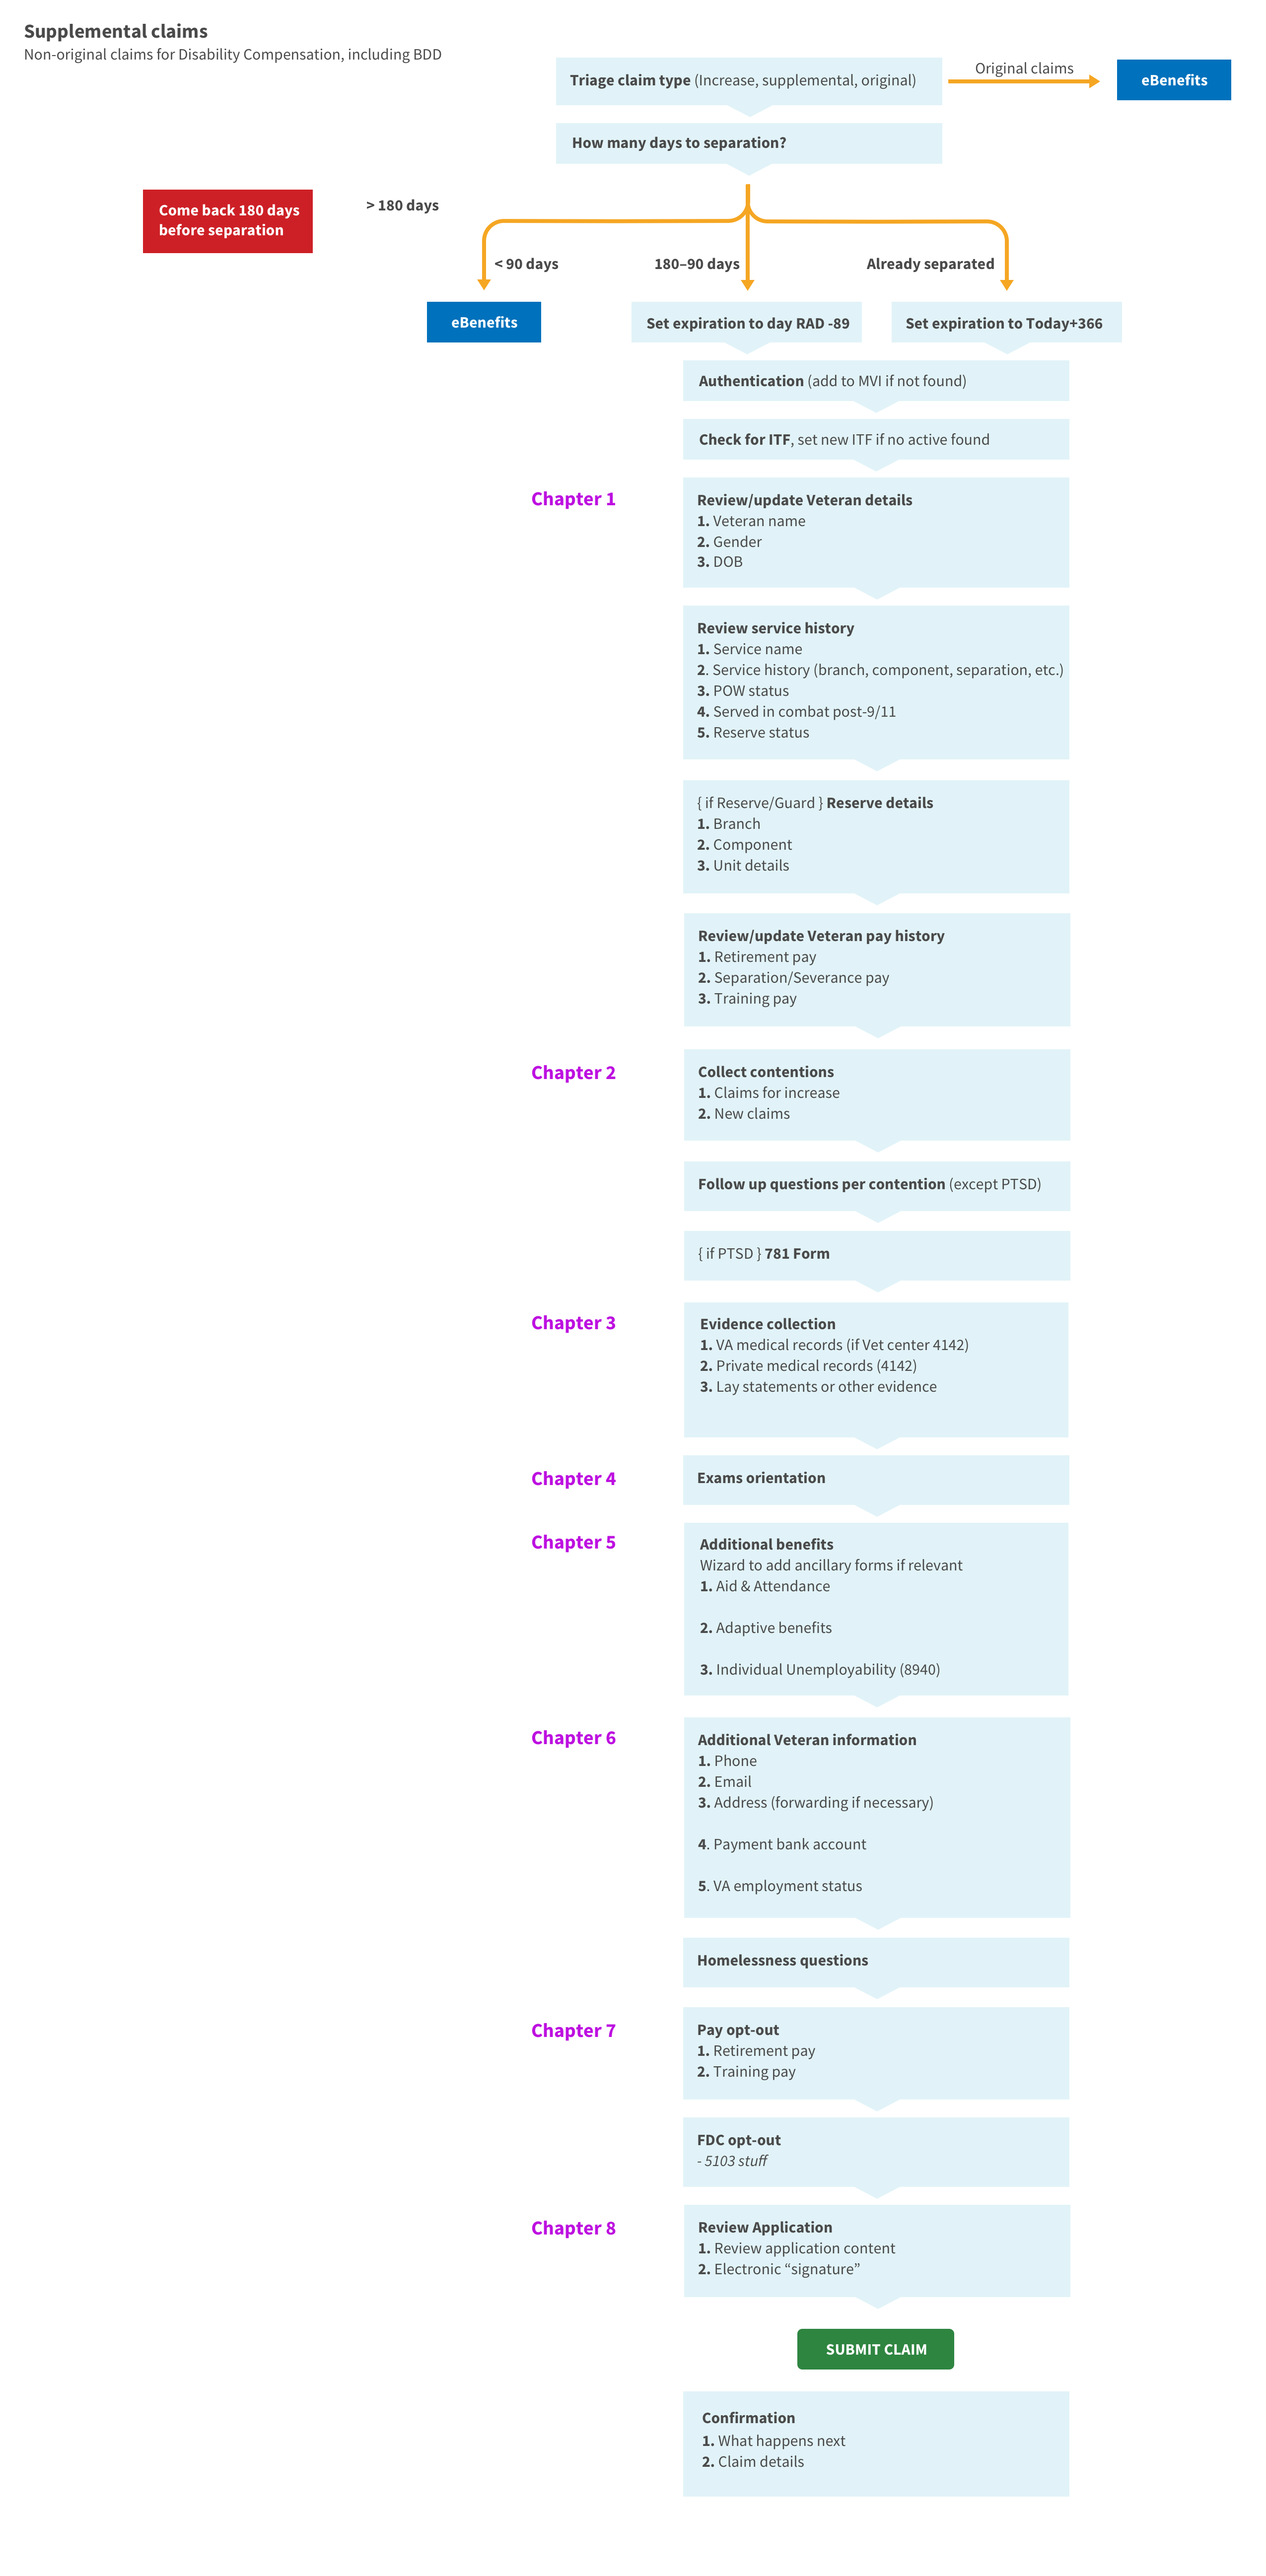 Supplemental claims
Non-original claims for Disability Compensation, including BDD
Triage claim type (Increase, supplemental, original)
Original claims
eBenefits
How many days to separation?
Come back 180 days
before separation
> 180 days
< 90 days
180–90 days
Already separated
eBenefits
Set expiration to day RAD -89
Set expiration to Today+366
Authentication (add to MVI if not found)
Check for ITF, set new ITF if no active found
Chapter 1
Review/update Veteran details
1. Veteran name
2. Gender
3. DOB
Review service history
1. Service name
2. Service history (branch, component, separation, etc.)
3. POW status
4. Served in combat post-9/11
5. Reserve status
{ if Reserve/Guard } Reserve details
1. Branch
2. Component
3. Unit details
Review/update Veteran pay history
1. Retirement pay
2. Separation/Severance pay
3. Training pay
Chapter 2
Collect contentions
1. Claims for increase
2. New claims
Follow up questions per contention (except PTSD)
{ if PTSD } 781 Form
Chapter 3
Evidence collection
1. VA medical records (if Vet center 4142)
2. Private medical records (4142)
3. Lay statements or other evidence
Chapter 4
Exams orientation
Chapter 5
Additional benefits
Wizard to add ancillary forms if relevant
1. Aid & Attendance
2. Adaptive benefits
3. Individual Unemployability (8940)
Chapter 6
Additional Veteran information
1. Phone
2. Email
3. Address (forwarding if necessary)
4. Payment bank account
5. VA employment status
Homelessness questions
Chapter 7
Pay opt-out
1. Retirement pay
2. Training pay
FDC opt-out
- 5103 stuff
Chapter 8
Review Application
1. Review application content
2. Electronic “signature”
SUBMIT CLAIM
Confirmation
1. What happens next
2. Claim details